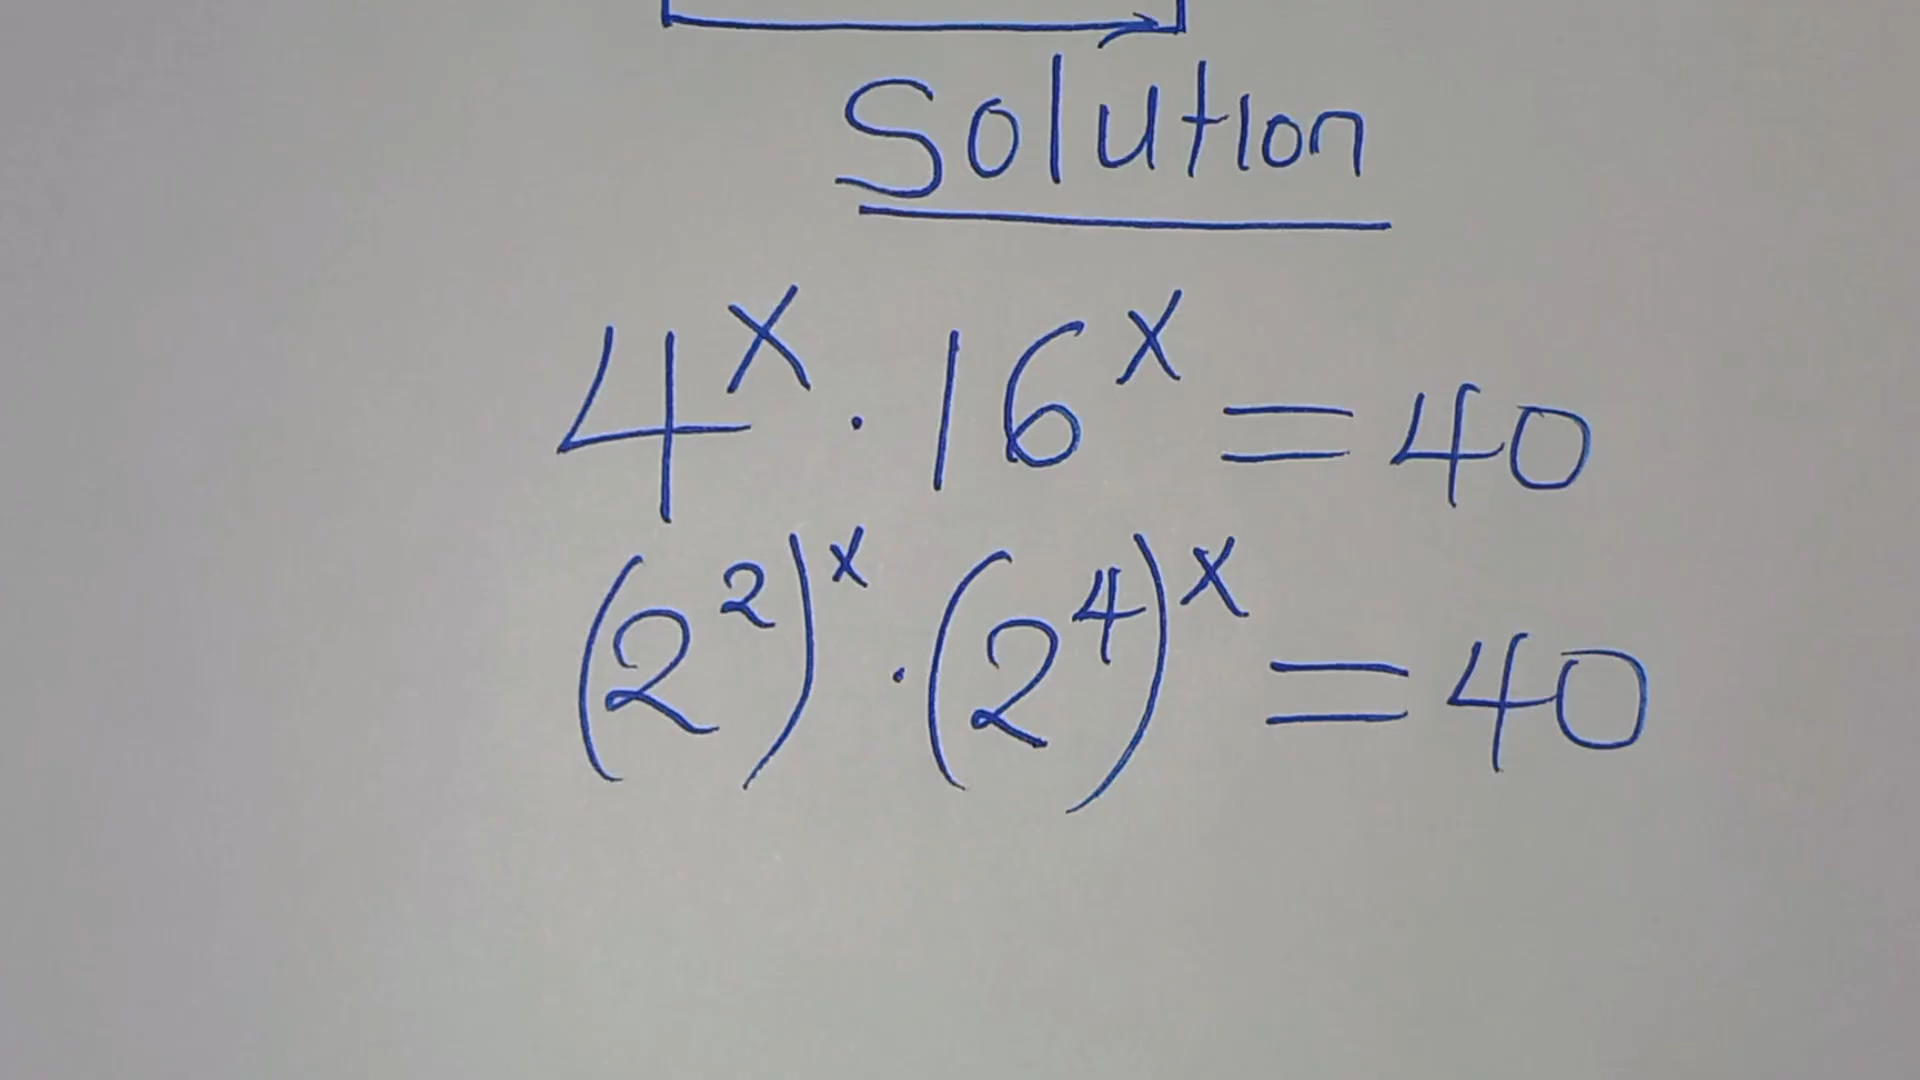 Solution
4^x · 16^x = 40
(2^2)^x · (2^4)^x = 40